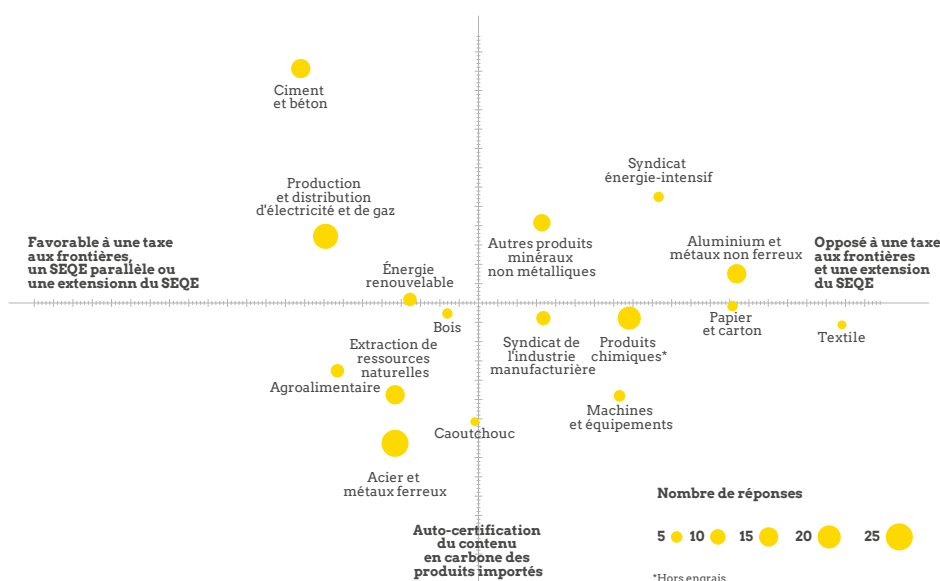 Ciment
et béton
Syndicat
énergie-intensif
Production
et distribution
d'électricité et de gaz
Favorable à une taxe
aux frontières,
un SEQE parallèle ou
une extensionn du SEQE
Autres produits
minéraux
non métalliques
Aluminium et
métaux non ferreux
Opposé à une taxe
aux frontières
et une extension
du SEQE
Énergie
renouvelable
Bois
Papier
et carton
Textile
Extraction de
ressources
naturelles
Syndicat de
l'industrie
manufacturière
Produits
chimiques*
Agroalimentaire
Machines
et équipements
Caoutchouc
Acier et
métaux ferreux
Nombre de réponses
5 10 15 20 25
Auto-certification
du contenu
en carbone des
produits importés
*Hors engrais